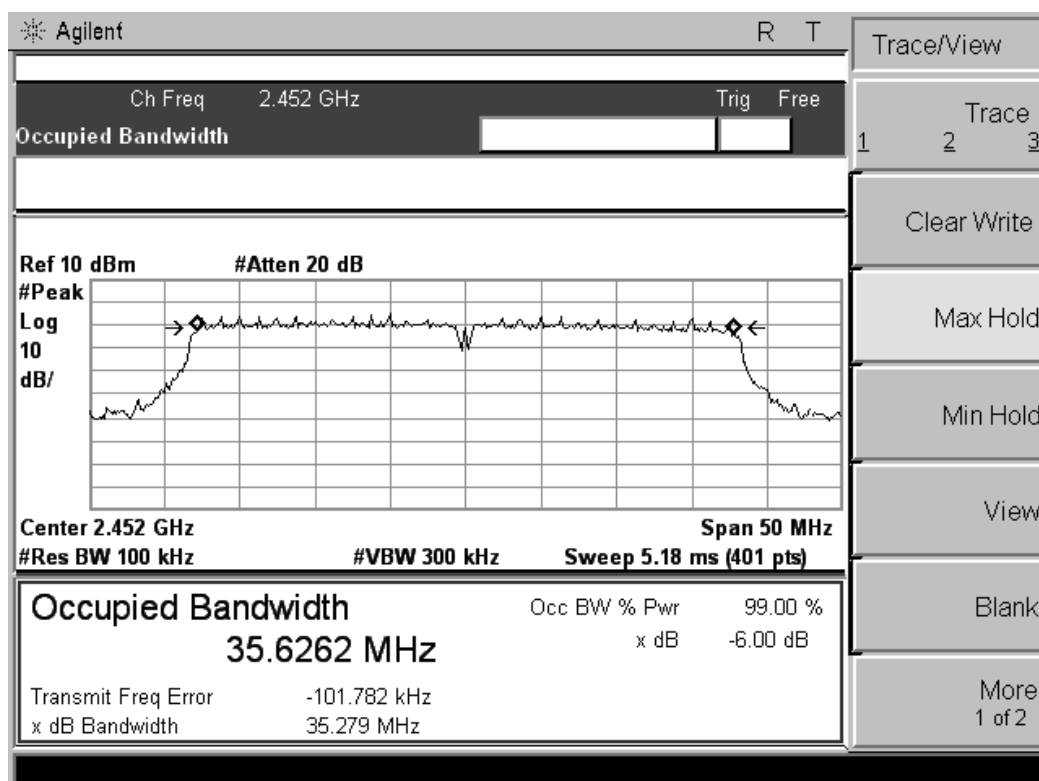 Agilent R T
Trace/View
Ch Freq 2.452 GHz Trig Free
Occupied Bandwidth
Trace
1 2 3
Clear Write
Ref 10 dBm #Atten 20 dB
#Peak
Log
10
dB/
Max Hold
Min Hold
View
Center 2.452 GHz Span 50 MHz
#Res BW 100 kHz #VBW 300 kHz Sweep 5.18 ms (401 pts)
Occupied Bandwidth
35.6262 MHz
Occ BW % Pwr 99.00 %
x dB -6.00 dB
Transmit Freq Error -101.782 kHz
x dB Bandwidth 35.279 MHz
Blank
More
1 of 2